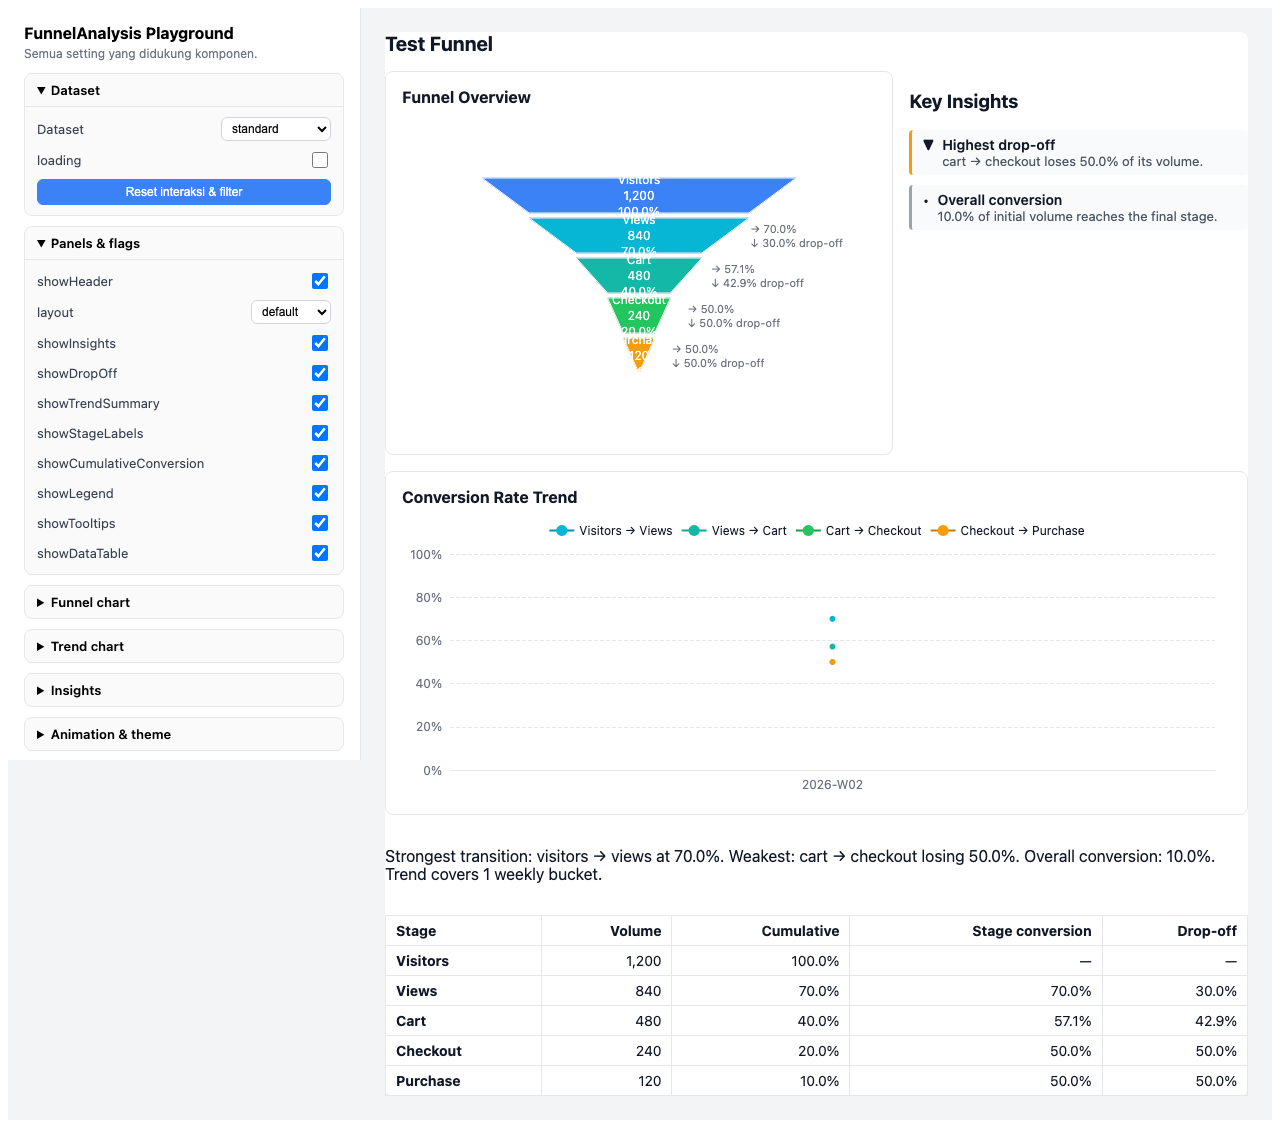 FunnelAnalysis Playground
Semua setting yang didukung komponen.
▼ Dataset
Dataset standard
loading
Reset interaksi & filter
▼ Panels & flags
showHeader
layout default
showInsights
showDropOff
showTrendSummary
showStageLabels
showCumulativeConversion
showLegend
showTooltips
showDataTable
▶ Funnel chart
▶ Trend chart
▶ Insights
▶ Animation & theme
Test Funnel
Funnel Overview
Visitors
1,200
100.0%
Views
840
70.0%
→ 70.0%
↓ 30.0% drop-off
Cart
480
40.0%
→ 57.1%
↓ 42.9% drop-off
Checkout
240
20.0%
→ 50.0%
↓ 50.0% drop-off
120
→ 50.0%
↓ 50.0% drop-off
Key Insights
▼ Highest drop-off
cart → checkout loses 50.0% of its volume.
• Overall conversion
10.0% of initial volume reaches the final stage.
Conversion Rate Trend
Visitors → Views Views → Cart Cart → Checkout Checkout → Purchase
100%
80%
60%
40%
20%
0%
2026-W02
Strongest transition: visitors → views at 70.0%. Weakest: cart → checkout losing 50.0%. Overall conversion: 10.0%.
Trend covers 1 weekly bucket.
Stage Volume Cumulative Stage conversion Drop-off
Visitors 1,200 100.0% — —
Views 840 70.0% 70.0% 30.0%
Cart 480 40.0% 57.1% 42.9%
Checkout 240 20.0% 50.0% 50.0%
Purchase 120 10.0% 50.0% 50.0%